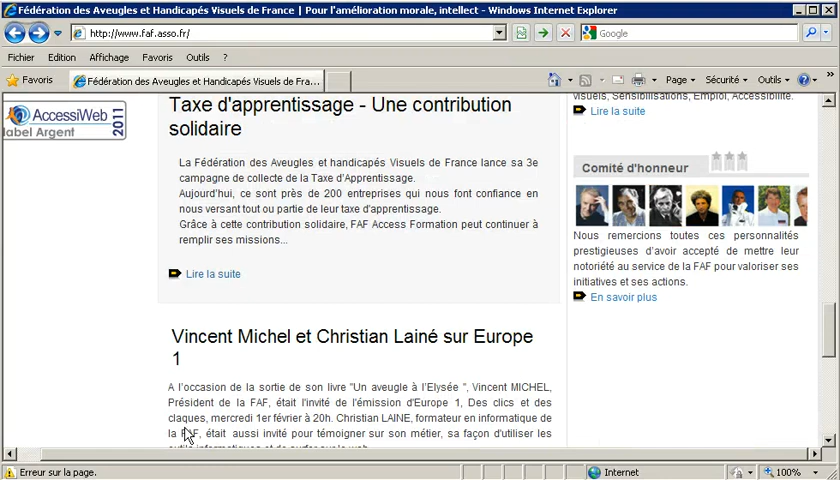 Fédération des Aveugles et Handicapés Visuels de France | Pour l'amélioration morale, intellect - Windows Internet Explorer
http://www.faf.asso.fr/
Google
Fichier Edition Affichage Favoris Outils ?
Favoris
Fédération des Aveugles et Handicapés Visuels de Fra...
Page
Sécurité
Outils
AccessiWeb
label Argent
2011
Taxe d'apprentissage - Une contribution
solidaire
La Fédération des Aveugles et handicapés Visuels de France lance sa 3e
campagne de collecte de la Taxe d'Apprentissage.
Aujourd'hui, ce sont près de 200 entreprises qui nous font confiance en
nous versant tout ou partie de leur taxe d'apprentissage.
Grâce à cette contribution solidaire, FAF Access Formation peut continuer à
remplir ses missions...
Lire la suite
Vincent Michel et Christian Lainé sur Europe
1
A l'occasion de la sortie de son livre "Un aveugle à l'Elysée ", Vincent MICHEL,
Président de la FAF, était l'invité de l'émission d'Europe 1, Des clics et des
claques, mercredi 1er février à 20h. Christian LAINE, formateur en informatique de
la FAF, était aussi invité pour témoigner sur son métier, sa façon d'utiliser les
outils informatiques et de surfer sur le web.
visuels, Sensibilisations, Emploi, Accessibilité.
Lire la suite
Comité d'honneur
Nous remercions toutes ces personnalités
prestigieuses d'avoir accepté de mettre leur
notoriété au service de la FAF pour valoriser ses
initiatives et ses actions.
En savoir plus
Erreur sur la page.
Internet
100%